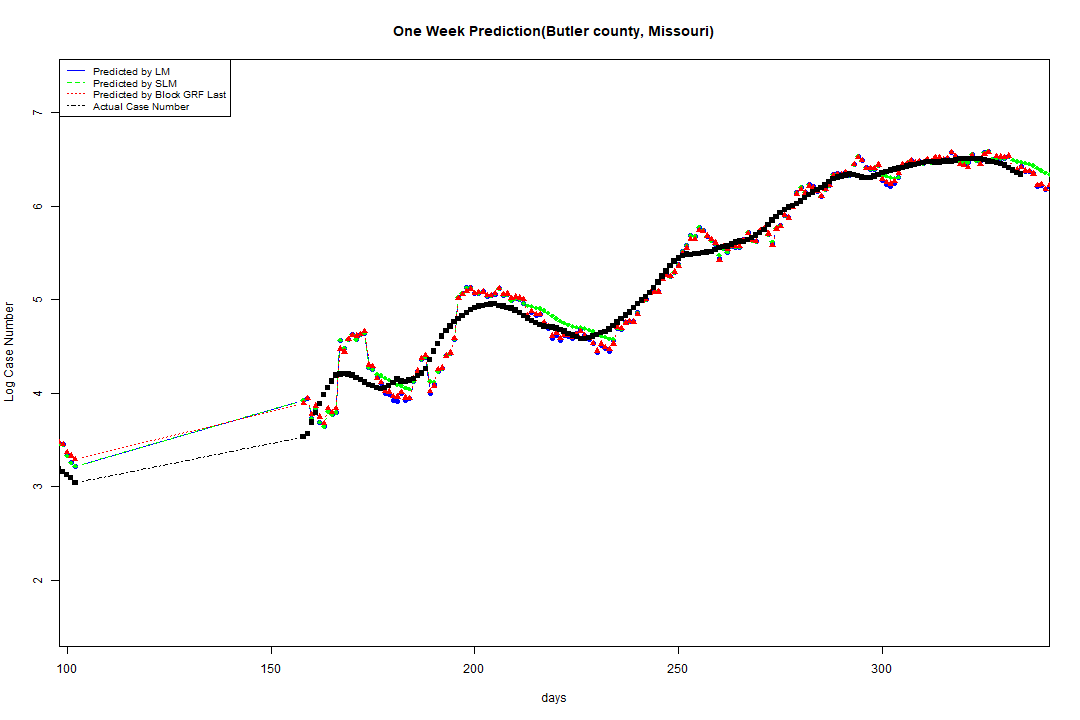 One Week Prediction(Butler county, Missouri)
Predicted by LM
Predicted by SLM
Predicted by Block GRF Last
Actual Case Number
7
6
5
4
3
2
Log Case Number
100 150 200 250 300
days